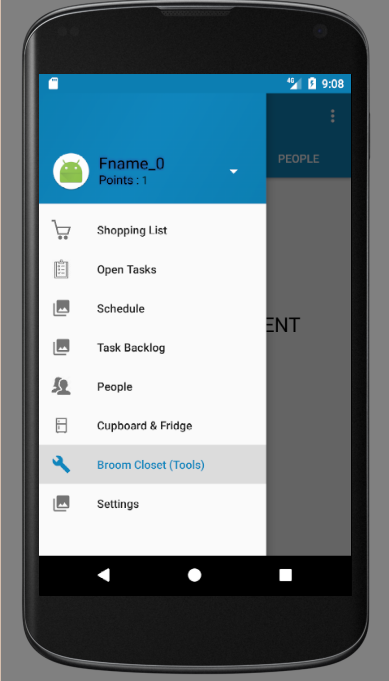 4G 9:08
Fname_0
Points : 1
PEOPLE
Shopping List
Open Tasks
Schedule
ENT
Task Backlog
People
Cupboard & Fridge
Broom Closet (Tools)
Settings